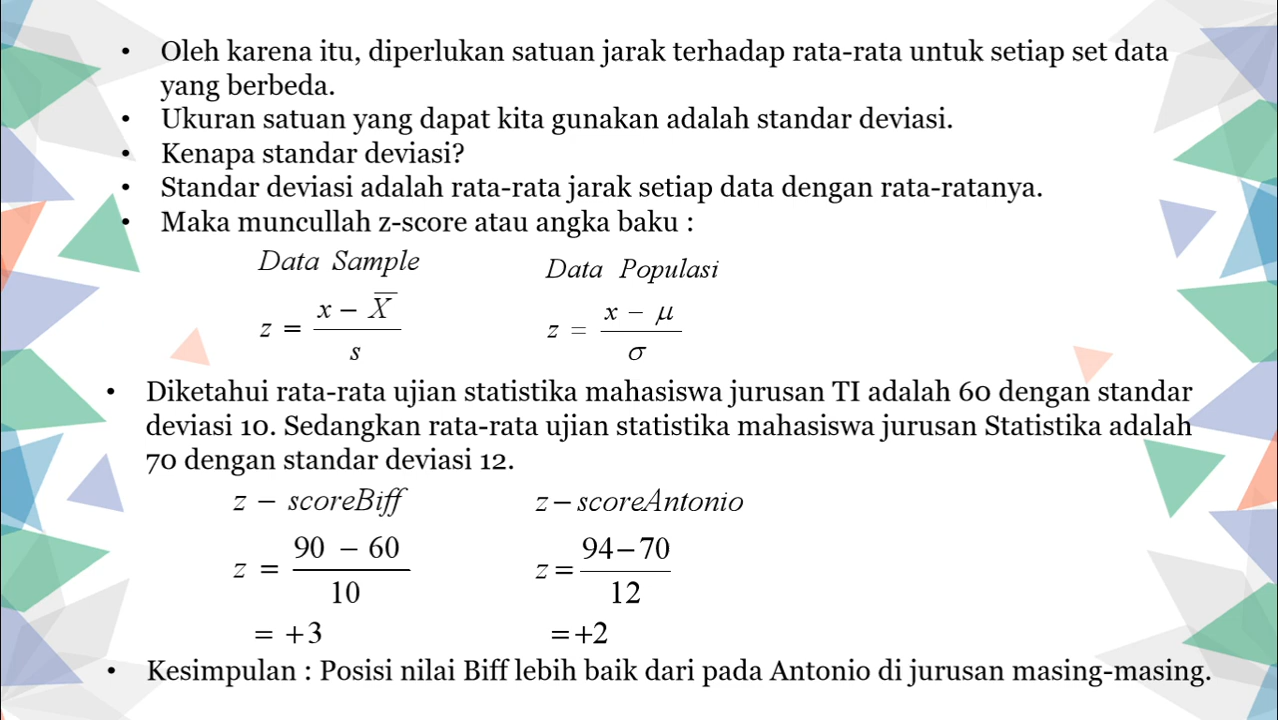 • Oleh karena itu, diperlukan satuan jarak terhadap rata-rata untuk setiap set data
yang berbeda.
• Ukuran satuan yang dapat kita gunakan adalah standar deviasi.
• Kenapa standar deviasi?
• Standar deviasi adalah rata-rata jarak setiap data dengan rata-ratanya.
• Maka muncullah z-score atau angka baku :
Data Sample
z = (x − X̅) / s
Data Populasi
z = (x − μ) / σ
• Diketahui rata-rata ujian statistika mahasiswa jurusan TI adalah 60 dengan standar
deviasi 10. Sedangkan rata-rata ujian statistika mahasiswa jurusan Statistika adalah
70 dengan standar deviasi 12.
z − scoreBiff
z = (90 − 60) / 10
= +3
z − scoreAntonio
z = (94 − 70) / 12
= +2
• Kesimpulan : Posisi nilai Biff lebih baik dari pada Antonio di jurusan masing-masing.